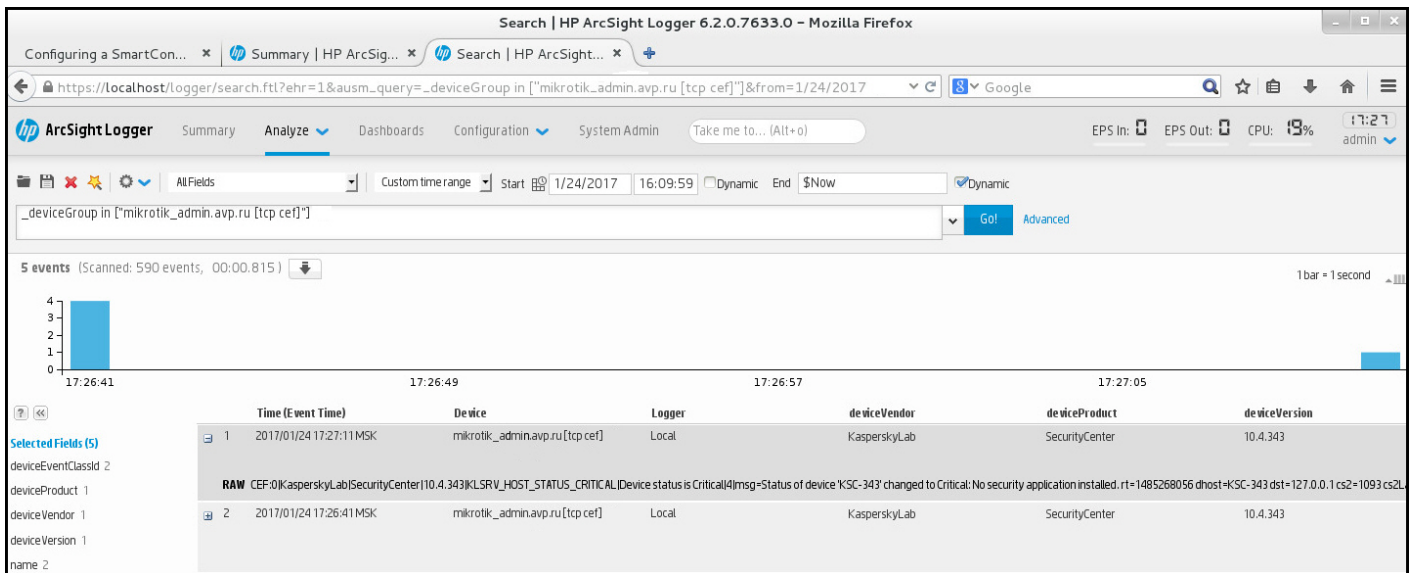 Search | HP ArcSight Logger 6.2.0.7633.0 - Mozilla Firefox
Configuring a SmartCon... Summary | HP ArcSig... Search | HP ArcSight...
https://localhost/logger/search.ftl?ehr=1&ausm_query=_deviceGroup in ["mikrotik_admin.avp.ru [tcp cef]"]&from=1/24/2017 Google
hp ArcSight Logger Summary Analyze Dashboards Configuration System Admin Take me to... (Alt+o) EPS In: 0 EPS Out: 0 CPU: 19% 17:27
admin
All Fields Custom time range Start 1/24/2017 16:09:59 Dynamic End $Now Dynamic
_deviceGroup in ["mikrotik_admin.avp.ru [tcp cef]"] Go! Advanced
5 events (Scanned: 590 events, 00:00.815)
1 bar = 1 second
4
3
2
1
0
17:26:41 17:26:49 17:26:57 17:27:05
Time (Event Time) Device Logger deviceVendor deviceProduct deviceVersion
Selected Fields (5) 1 2017/01/24 17:27:11 MSK mikrotik_admin.avp.ru [tcp cef] Local KasperskyLab SecurityCenter 10.4.343
deviceEventClassId 2
deviceProduct 1 RAW CEF:0|KasperskyLab|SecurityCenter|10.4.343|KLSRV_HOST_STATUS_CRITICAL|Device status is Critical|4|msg=Status of device 'KSC-343' changed to Critical: No security application installed. rt=1485268056 dhost=KSC-343 dst=127.0.0.1 cs2=1093 cs2L
deviceVendor 1 2 2017/01/24 17:26:41 MSK mikrotik_admin.avp.ru [tcp cef] Local KasperskyLab SecurityCenter 10.4.343
deviceVersion 1
name 2